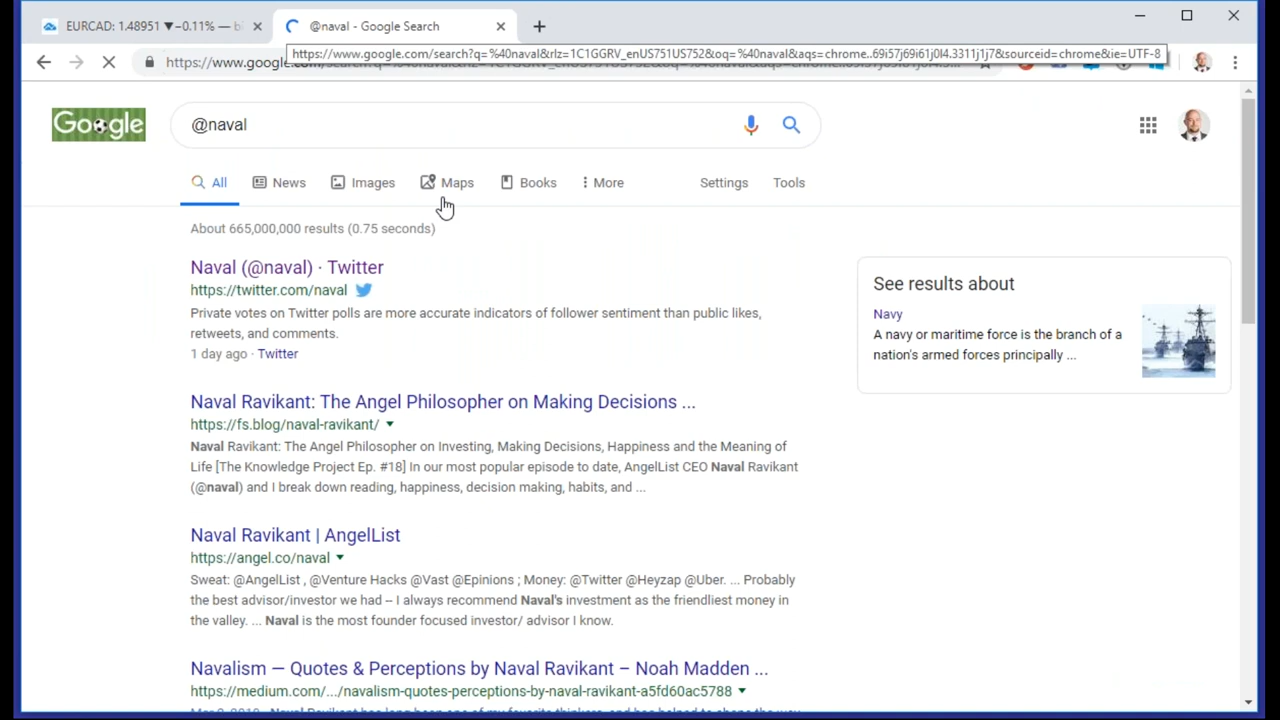 EURCAD: 1.48951 ▼−0.11% — b
@naval - Google Search
https://www.google.com/search?q=%40naval&rlz=1C1GGRV_enUS751US752&oq=%40naval&aqs=chrome..69i57j69i61j0l4.3311j1j7&sourceid=chrome&ie=UTF-8
https://www.google.
Google
@naval
All News Images Maps Books More Settings Tools
About 665,000,000 results (0.75 seconds)
Naval (@naval) · Twitter
https://twitter.com/naval
Private votes on Twitter polls are more accurate indicators of follower sentiment than public likes,
retweets, and comments.
1 day ago · Twitter
See results about
Navy
A navy or maritime force is the branch of a
nation's armed forces principally ...
Naval Ravikant: The Angel Philosopher on Making Decisions ...
https://fs.blog/naval-ravikant/
Naval Ravikant: The Angel Philosopher on Investing, Making Decisions, Happiness and the Meaning of
Life [The Knowledge Project Ep. #18] In our most popular episode to date, AngelList CEO Naval Ravikant
(@naval) and I break down reading, happiness, decision making, habits, and ...
Naval Ravikant | AngelList
https://angel.co/naval
Sweat: @AngelList , @Venture Hacks @Vast @Epinions ; Money: @Twitter @Heyzap @Uber. ... Probably
the best advisor/investor we had – I always recommend Naval's investment as the friendliest money in
the valley. ... Naval is the most founder focused investor/ advisor I know.
Navalism — Quotes & Perceptions by Naval Ravikant – Noah Madden ...
https://medium.com/.../navalism-quotes-perceptions-by-naval-ravikant-a5fd60ac5788